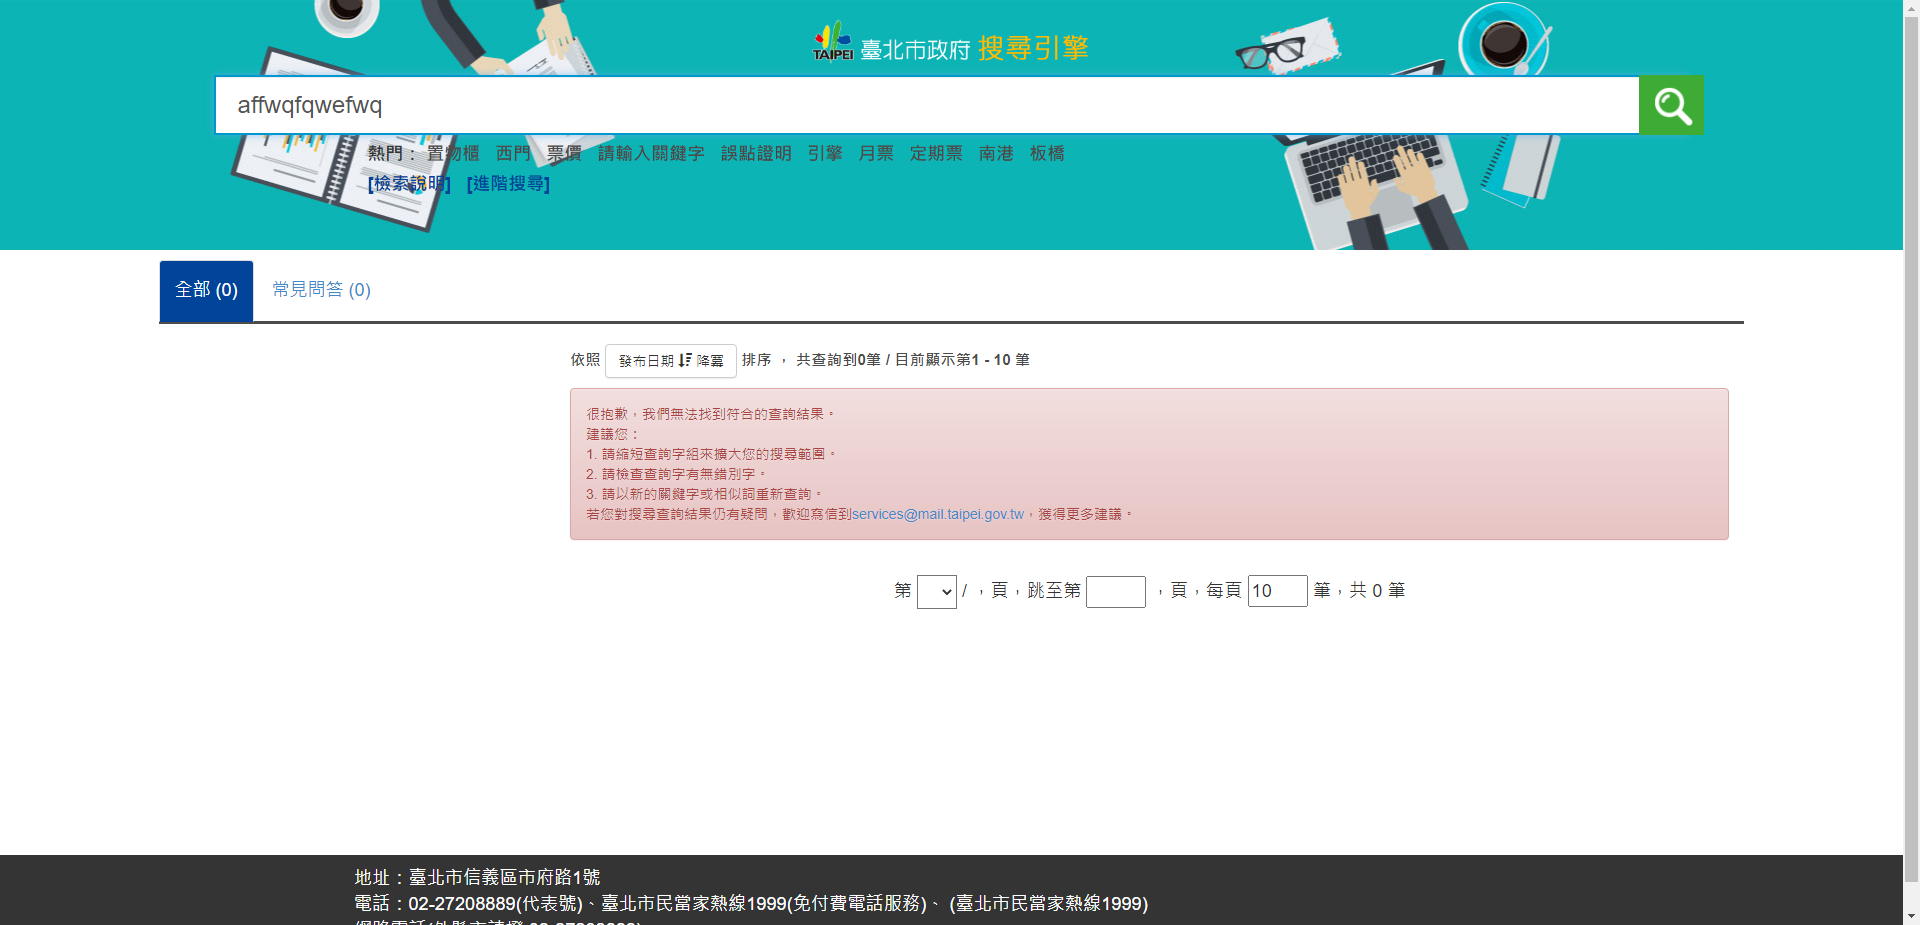 TAIPEI 臺北市政府 搜尋引擎
affwqfqwefwq
熱門： 置物櫃 西門 票價 請輸入關鍵字 誤點證明 引擎 月票 定期票 南港 板橋
[檢索說明] [進階搜尋]
全部 (0) 常見問答 (0)
依照 發布日期 降冪 排序 ， 共查詢到0筆 / 目前顯示第1 - 10 筆
很抱歉，我們無法找到符合的查詢結果。
建議您：
1. 請縮短查詢字組來擴大您的搜尋範圍。
2. 請檢查查詢字有無錯別字。
3. 請以新的關鍵字或相似詞重新查詢。
若您對搜尋查詢結果仍有疑問，歡迎寫信到services@mail.taipei.gov.tw，獲得更多建議。
第 / ，頁，跳至第 ，頁，每頁 10 筆，共 0 筆
地址：臺北市信義區市府路1號
電話：02-27208889(代表號)、臺北市民當家熱線1999(免付費電話服務)、 (臺北市民當家熱線1999)